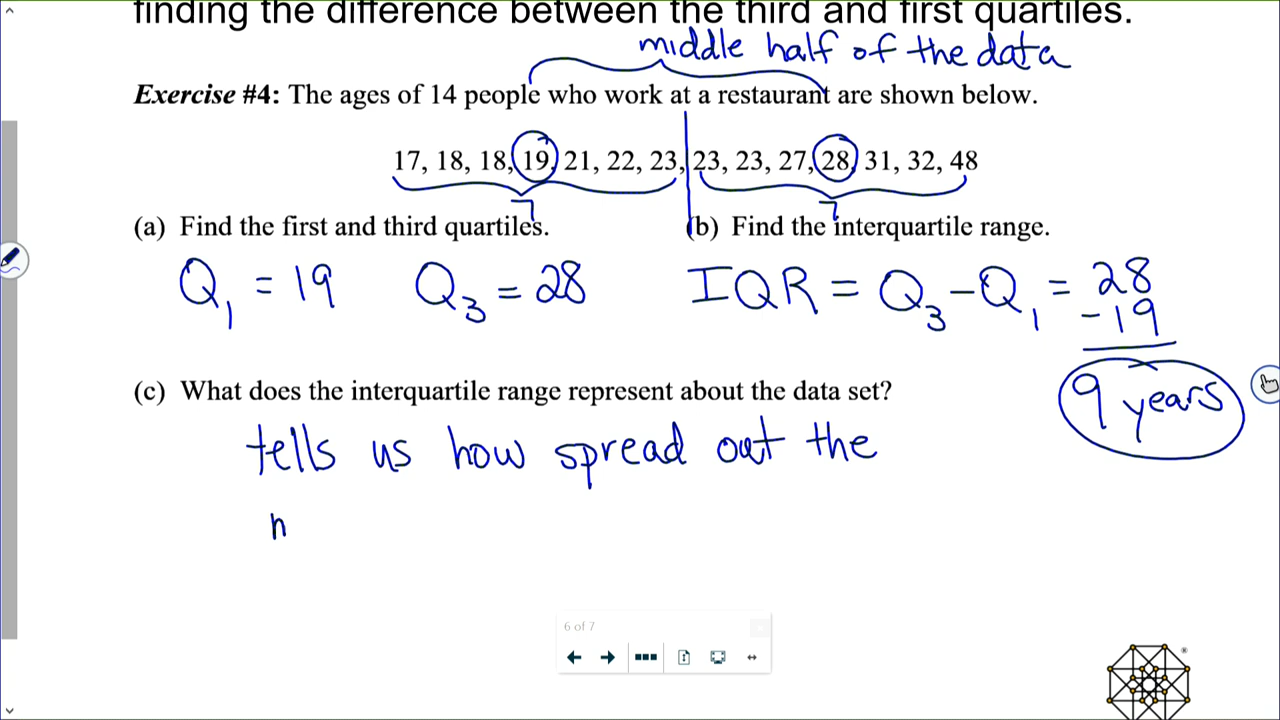 finding the difference between the third and first quartiles.
middle half of the data
Exercise #4: The ages of 14 people who work at a restaurant are shown below.
17, 18, 18, 19, 21, 22, 23, 23, 23, 27, 28, 31, 32, 48
7 7
(a) Find the first and third quartiles. (b) Find the interquartile range.
Q1 = 19 Q3 = 28 IQR = Q3 - Q1 = 28
-19
9 years
(c) What does the interquartile range represent about the data set?
tells us how spread out the
6 of 7